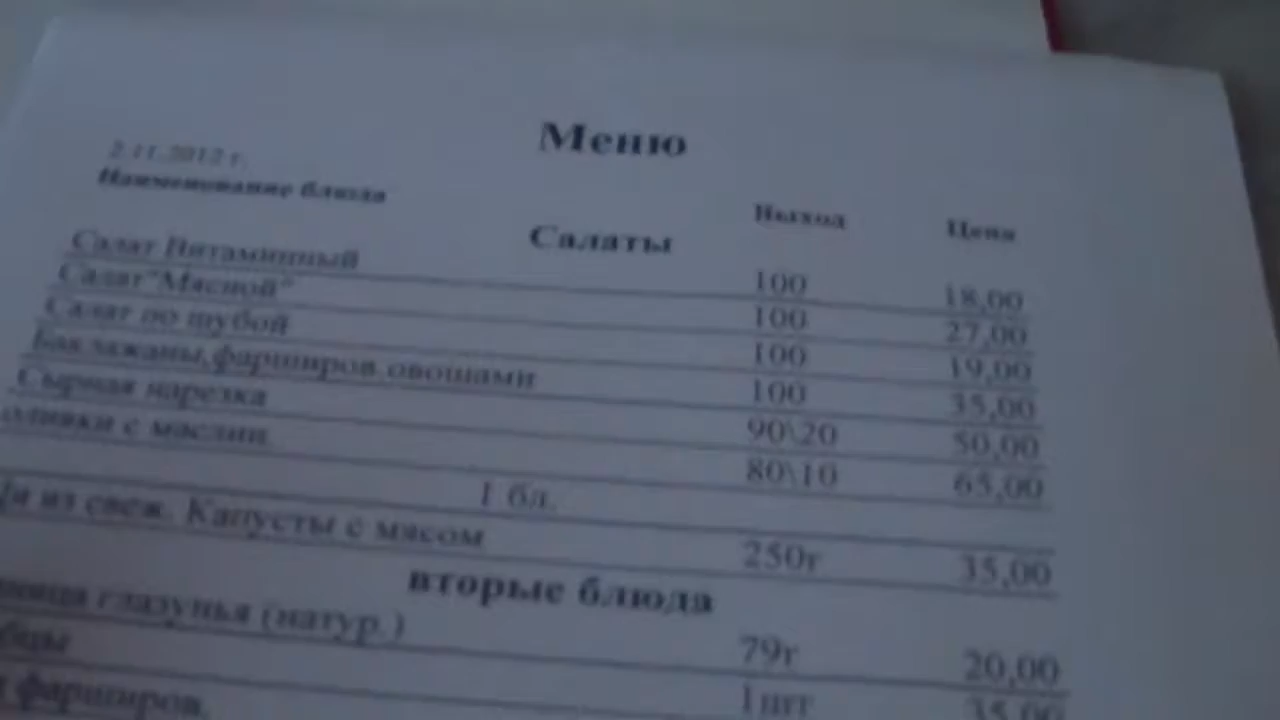 Меню
2.11.2012 г.
Наименование блюда Выход Цена
Салаты
Салат Витаминный 100 18,00
Салат"Мясной" 100 27,00
Салат по шубой 100 19,00
Баклажаны,фарширов.овощами 100 35,00
Сырная нарезка 90\20 50,00
оливки с маслин 80\10 65,00
1 бл.
из свеж. Капусты с мясом 250г 35,00
вторые блюда
глазунья (натур.) 79г 20,00
1шт 35,00
фарширов.